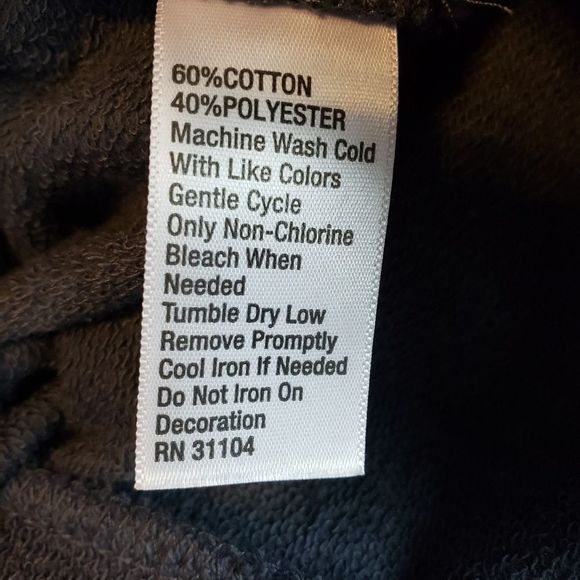 60%COTTON
40%POLYESTER
Machine Wash Cold
With Like Colors
Gentle Cycle
Only Non-Chlorine
Bleach When
Needed
Tumble Dry Low
Remove Promptly
Cool Iron If Needed
Do Not Iron On
Decoration
RN 31104